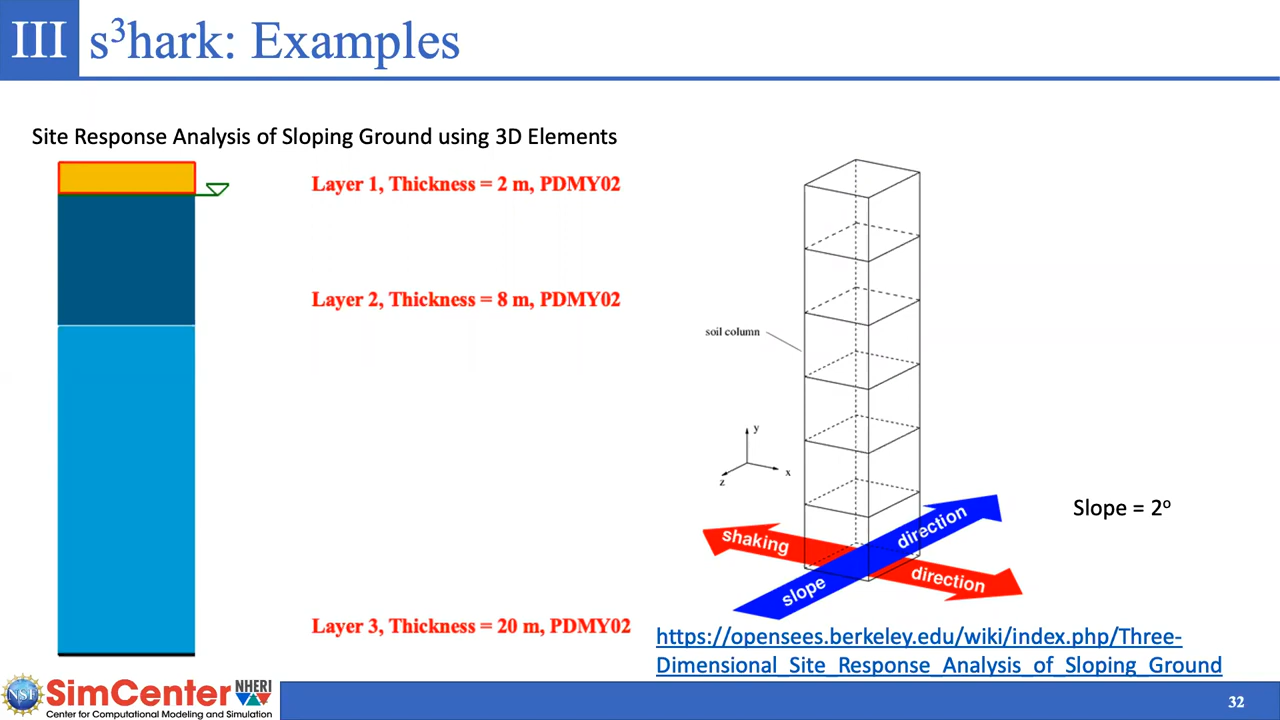 III s³hark: Examples
Site Response Analysis of Sloping Ground using 3D Elements
Layer 1, Thickness = 2 m, PDMY02
Layer 2, Thickness = 8 m, PDMY02
Layer 3, Thickness = 20 m, PDMY02
soil column
y
x
z
shaking
direction
slope
direction
Slope = 2º
https://opensees.berkeley.edu/wiki/index.php/Three-
Dimensional_Site_Response_Analysis_of_Sloping_Ground
NSF
SimCenter
NHERI
Center for Computational Modeling and Simulation
32